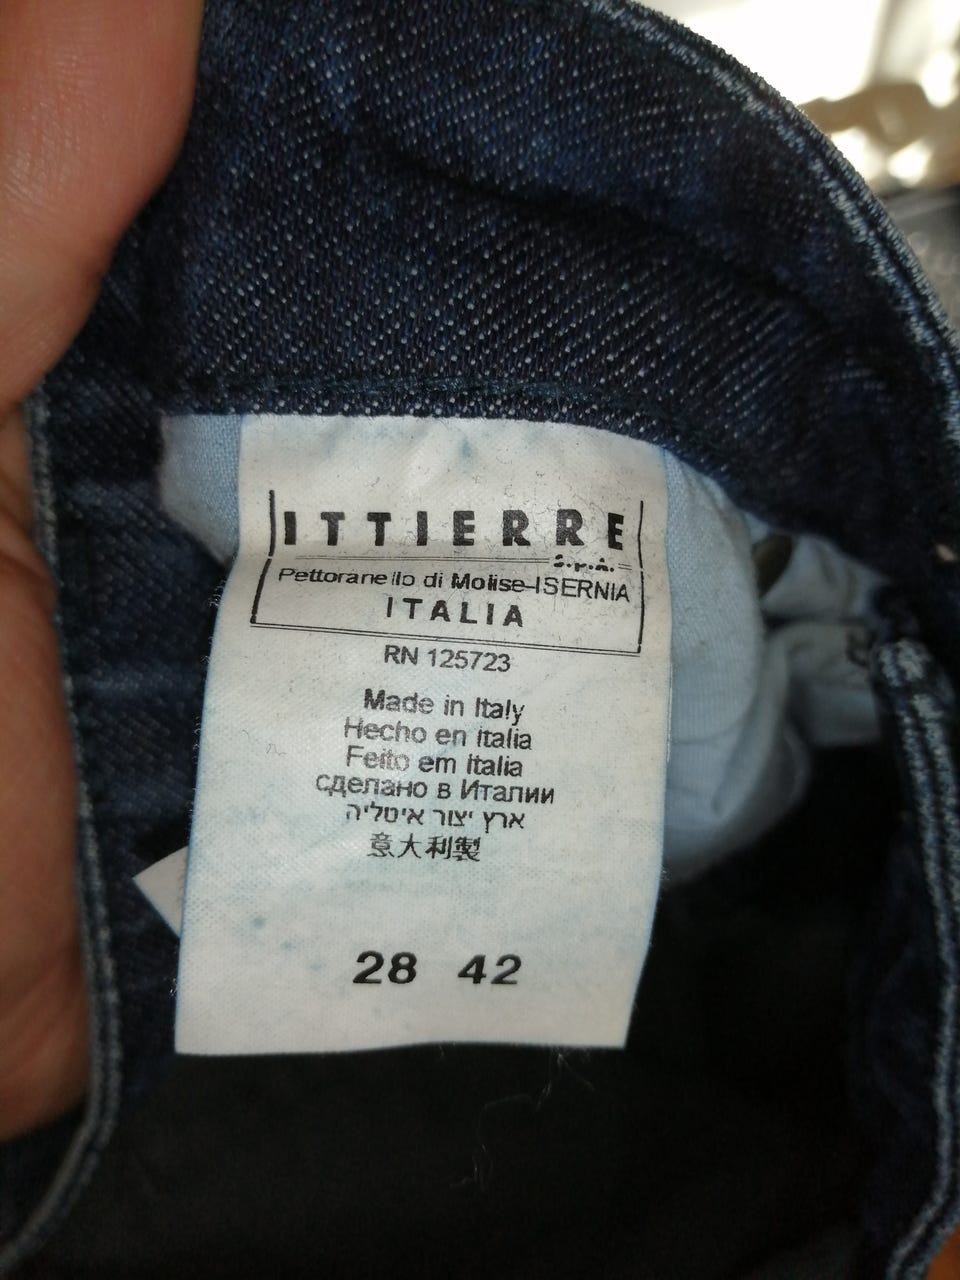 ITTIERRE
S.p.A.
Pettoranello di Molise-ISERNIA
ITALIA
RN 125723
Made in Italy
Hecho en Italia
Feito em Italia
сделано в Италии
ארץ יצור איטליה
意大利製
28 42